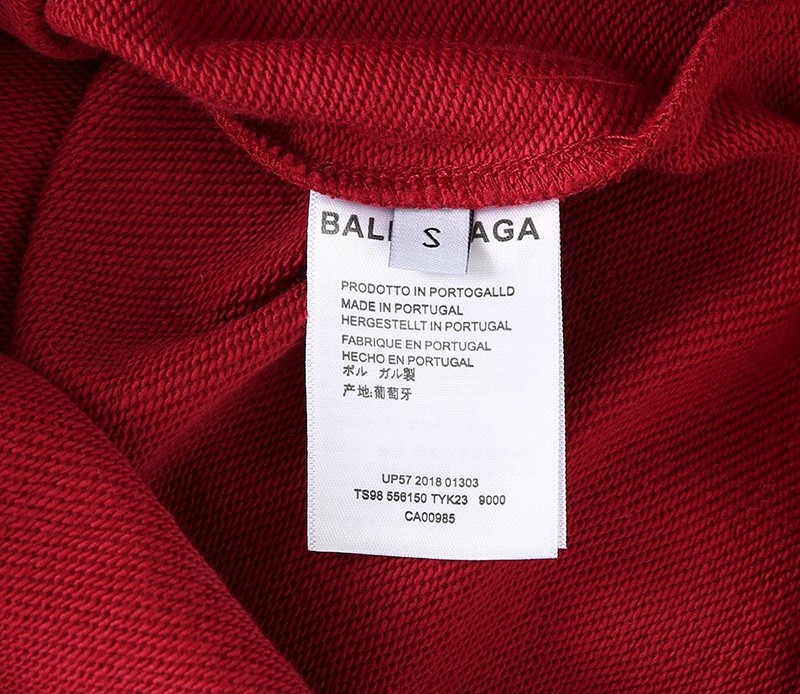 BAL AGA
S
PRODOTTO IN PORTOGALLD
MADE IN PORTUGAL
HERGESTELLT IN PORTUGAL
FABRIQUE EN PORTUGAL
HECHO EN PORTUGAL
ポル ガル製
产地:葡萄牙
UP57 2018 01303
TS98 556150 TYK23 9000
CA00985